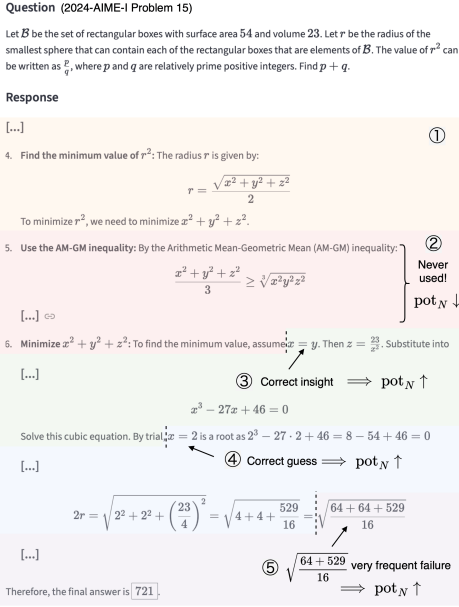 Question (2024-AIME-I Problem 15)
Let ℬ be the set of rectangular boxes with surface area 54 and volume 23. Let r be the radius of the
smallest sphere that can contain each of the rectangular boxes that are elements of ℬ. The value of r² can
be written as p/q, where p and q are relatively prime positive integers. Find p + q.
Response
[...]
①
4. Find the minimum value of r²: The radius r is given by:
r = √(x² + y² + z²)/2
To minimize r², we need to minimize x² + y² + z².
5. Use the AM-GM inequality: By the Arithmetic Mean-Geometric Mean (AM-GM) inequality:
②
Never
used!
pot_N ↓
(x² + y² + z²)/3 ≥ ∛(x²y²z²)
[...]
6. Minimize x² + y² + z²: To find the minimum value, assume x = y. Then z = 23/x². Substitute into
[...]
③ Correct insight ⟹ pot_N ↑
x³ − 27x + 46 = 0
Solve this cubic equation. By trial, x = 2 is a root as 2³ − 27 · 2 + 46 = 8 − 54 + 46 = 0
[...]
④ Correct guess ⟹ pot_N ↑
2r = √(2² + 2² + (23/4)²) = √(4 + 4 + 529/16) = √((64 + 64 + 529)/16)
[...]
⑤ √((64 + 529)/16) very frequent failure
⟹ pot_N ↑
Therefore, the final answer is 721.